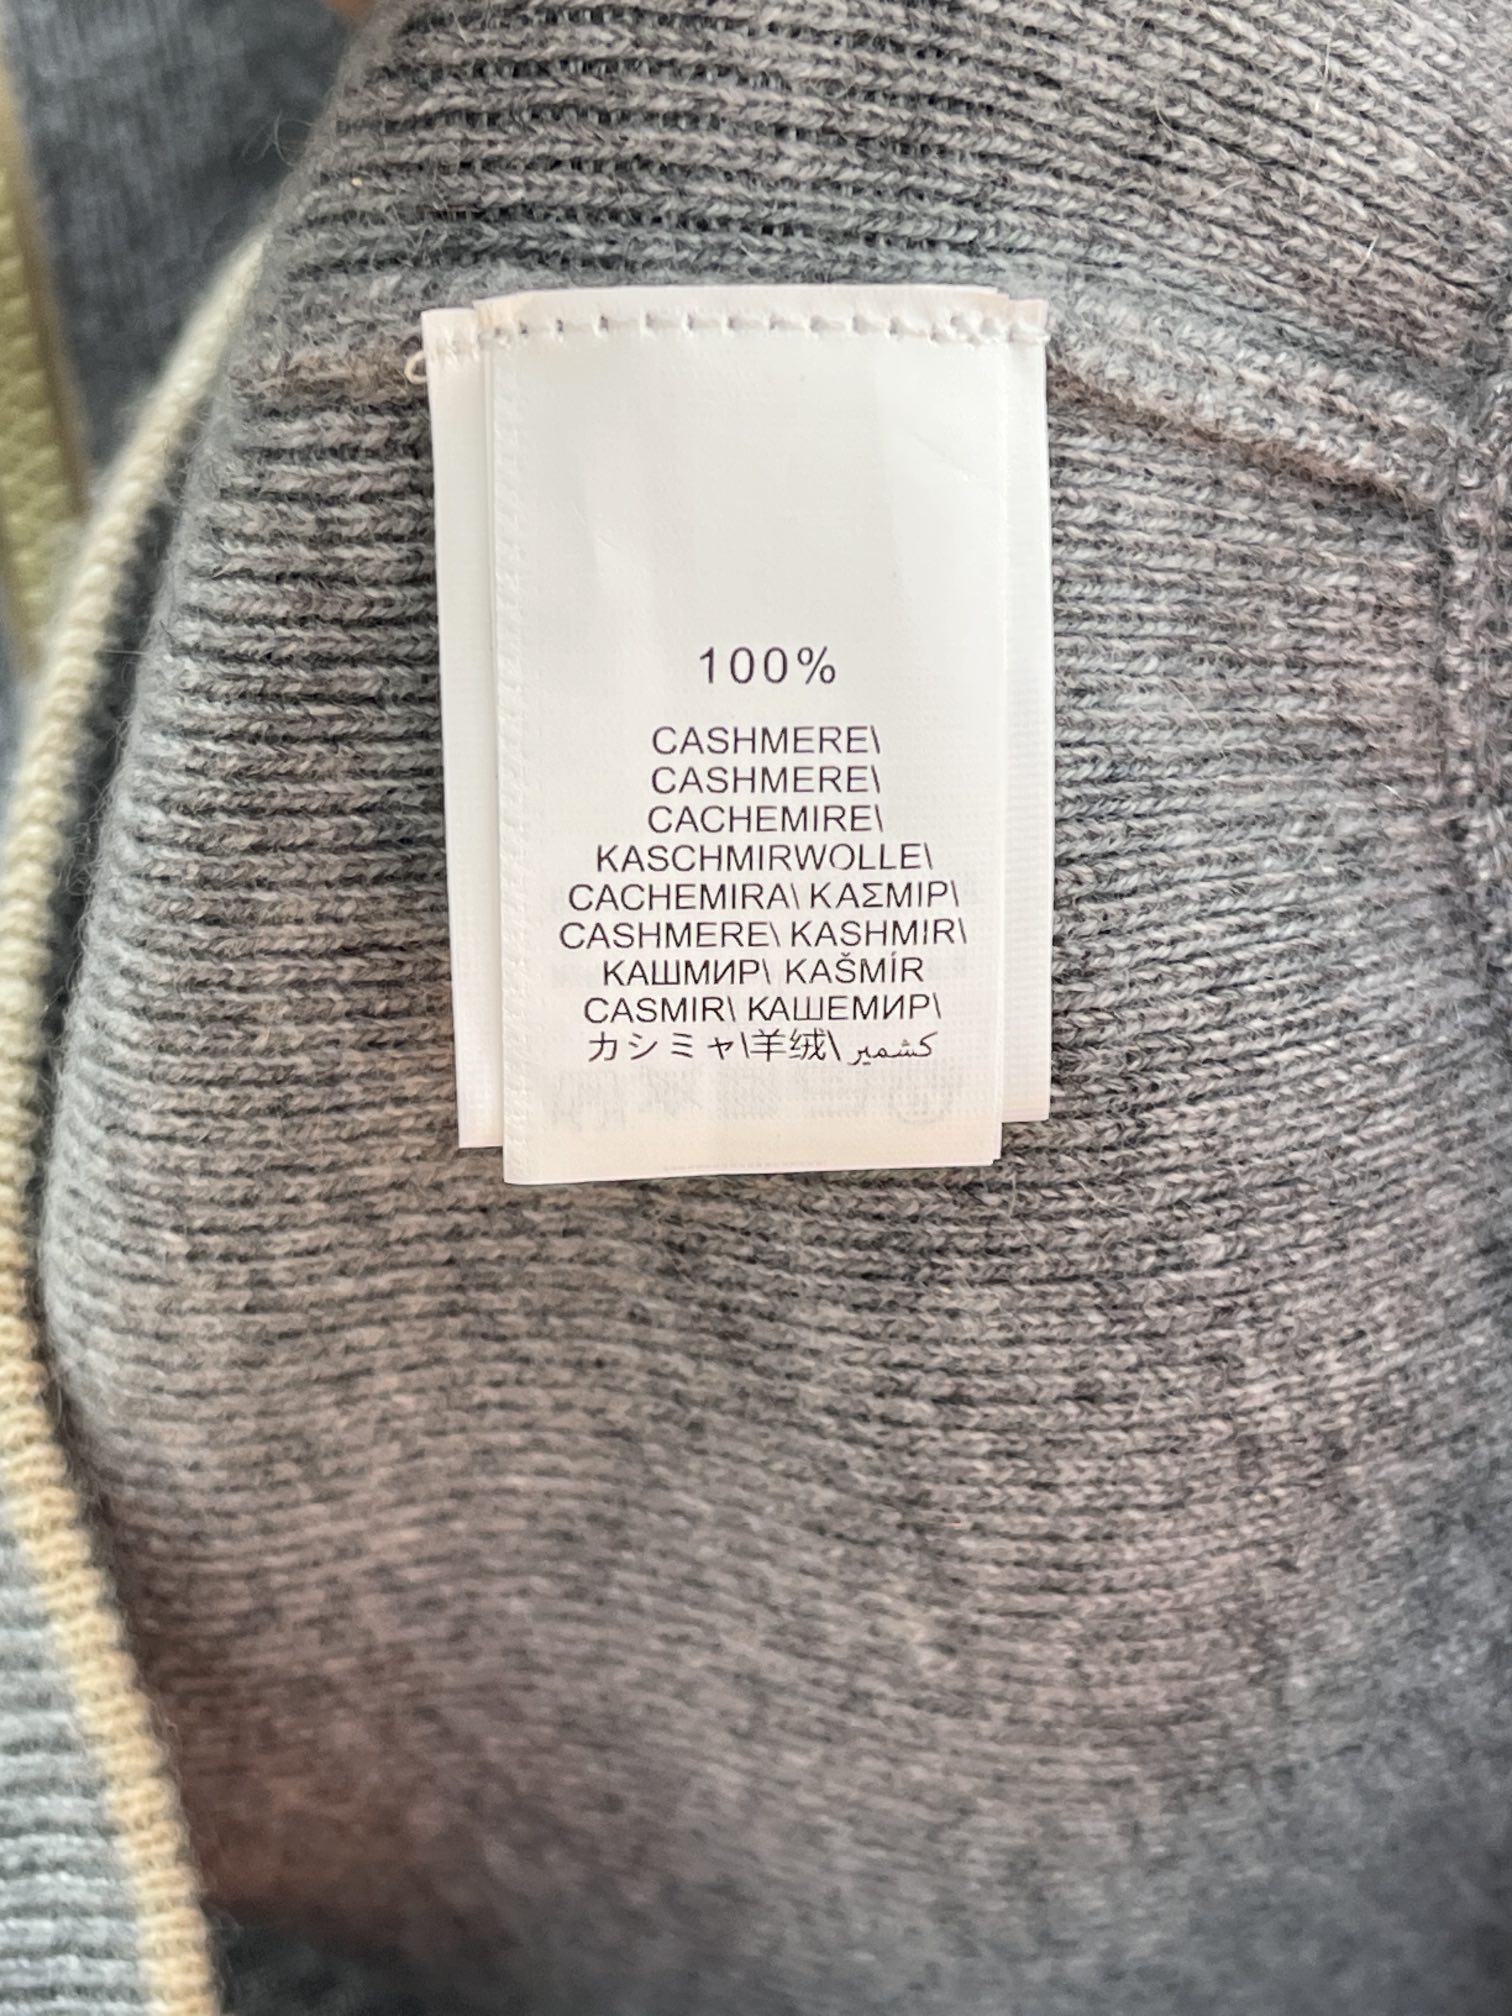 100%
CASHMERE\
CASHMERE\
CACHEMIRE\
KASCHMIRWOLLE\
CACHEMIRA\ ΚΑΣΜΙΡ\
CASHMERE\ KASHMIR\
КАШМИР\ KAŠMÍR
CASMIR\ КАШЕМИР\
カシミャ\羊绒\ كشمير